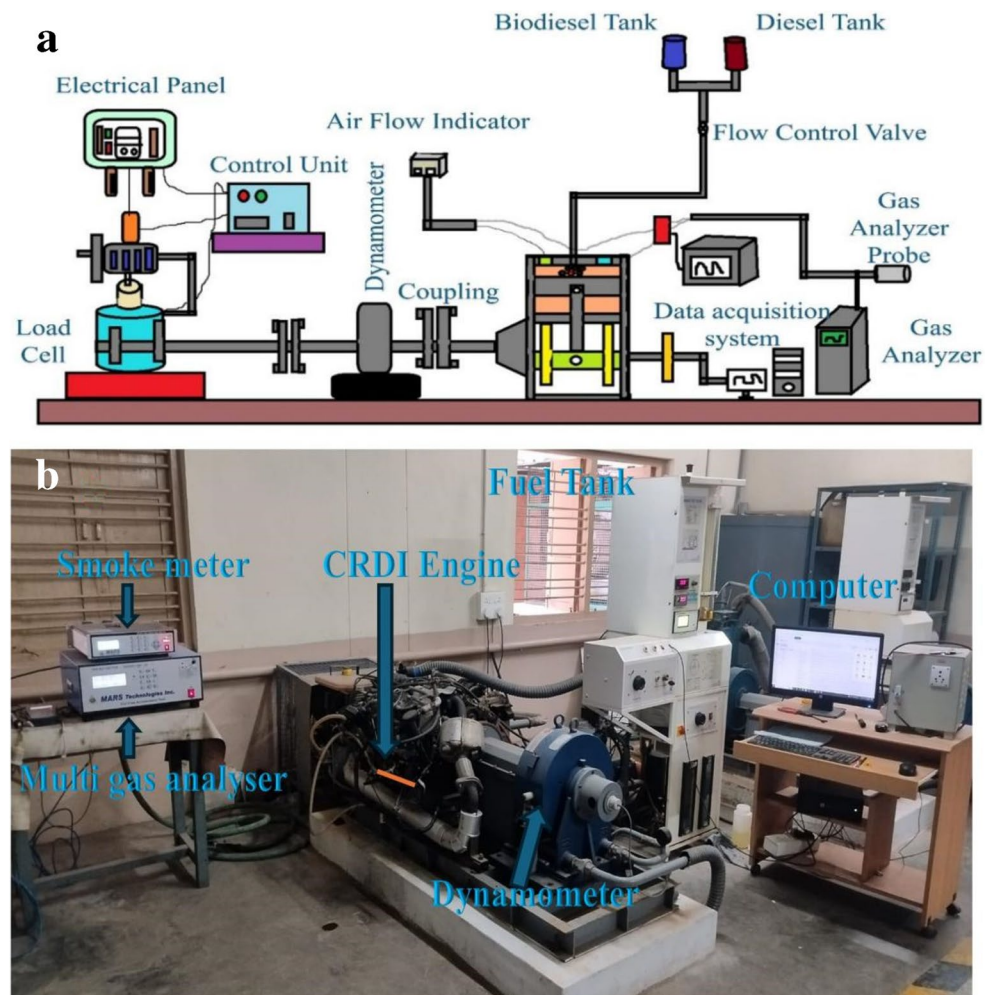 a
Biodiesel Tank
Diesel Tank
Electrical Panel
Air Flow Indicator
Flow Control Valve
Control Unit
Dynamometer
Gas
Analyzer
Probe
Coupling
Load
Cell
Data acquisition
system
Gas
Analyzer
b
Fuel Tank
Smoke meter
CRDI Engine
Computer
MARS Technologies Inc.
Multi gas analyser
Dynamometer